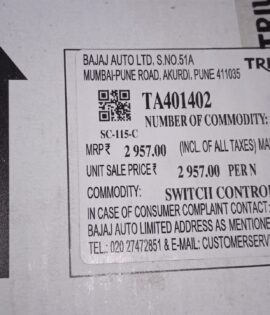 BAJAJ AUTO LTD, S.NO.51A
MUMBAI-PUNE ROAD, AKURDI, PUNE 411035
TA401402
NUMBER OF COMMODITY:
SC-115-C
MRP₹ 2 957.00 (INCL. OF ALL TAXES)
UNIT SALE PRICE₹ 2 957.00 PER N
COMMODITY: SWITCH CONTRO
IN CASE OF CONSUMER COMPLAINT CONTACT:
BAJAJ AUTO LIMITED ADDRESS AS MENTIONE
TEL.: 020 27472851 & E-MAIL: CUSTOMERSERV